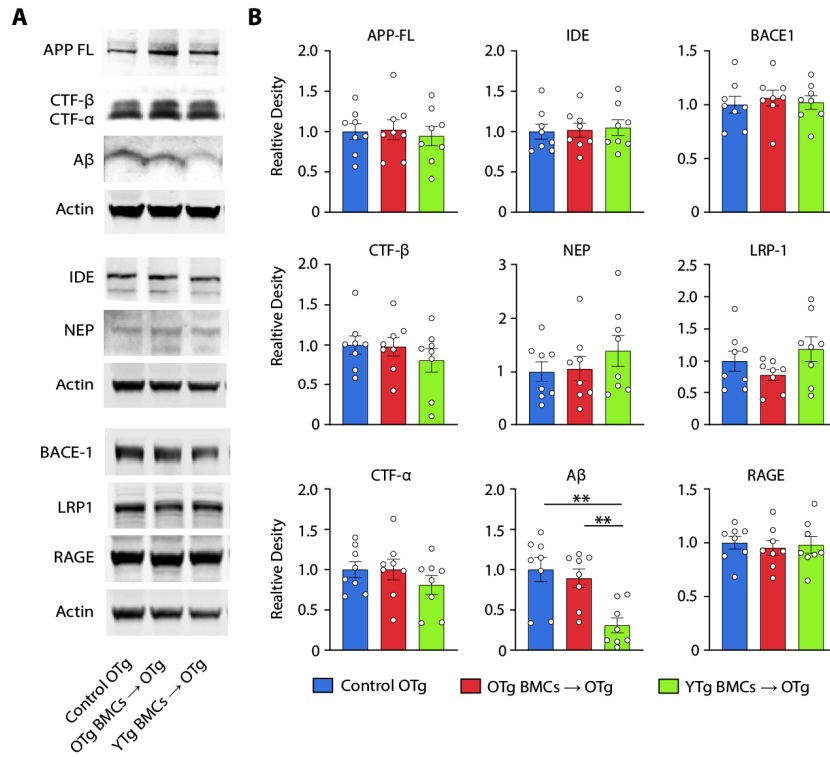 A
APP FL
CTF-β
CTF-α
Aβ
Actin
IDE
NEP
Actin
BACE-1
LRP1
RAGE
Actin
Control OTg
OTg BMCs → OTg
YTg BMCs → OTg
B
APP-FL
Realtive Desity
2.0
1.5
1.0
0.5
0
IDE
2.0
1.5
1.0
0.5
0
BACE1
1.5
1.0
0.5
0
CTF-β
Realtive Desity
2.0
1.5
1.0
0.5
0
NEP
3
2
1
0
LRP-1
2.5
2.0
1.5
1.0
0.5
0
CTF-α
Realtive Desity
2.0
1.5
1.0
0.5
0
Aβ
**
**
2.0
1.5
1.0
0.5
0
RAGE
1.5
1.0
0.5
0
Control OTg
OTg BMCs → OTg
YTg BMCs → OTg